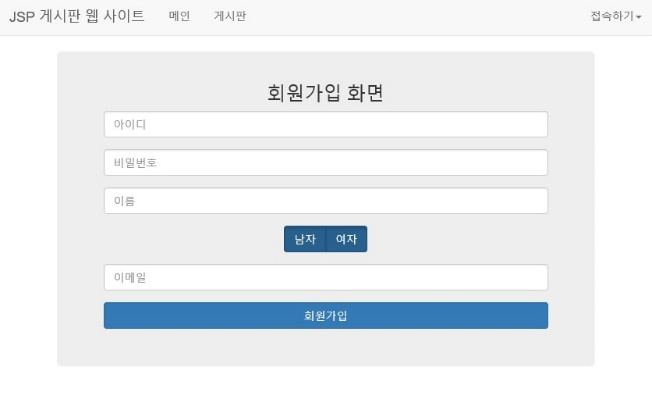 JSP 게시판 웹 사이트 메인 게시판 접속하기
회원가입 화면
아이디
비밀번호
이름
남자 여자
이메일
회원가입